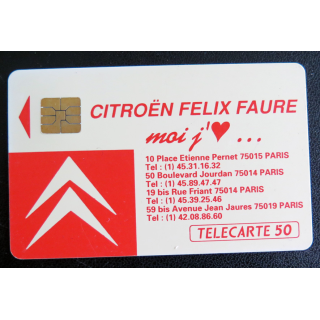 CITROËN FELIX FAURE
moi j'♥ ...
10 Place Etienne Pernet 75015 PARIS
Tel : (1) 45.31.16.32
50 Boulevard Jourdan 75014 PARIS
Tel : (1) 45.89.47.47
19 bis Rue Friant 75014 PARIS
Tel : (1) 45.39.25.46
59 bis Avenue Jean Jaures 75019 PARIS
Tel : (1) 42.08.86.60
TELECARTE 50